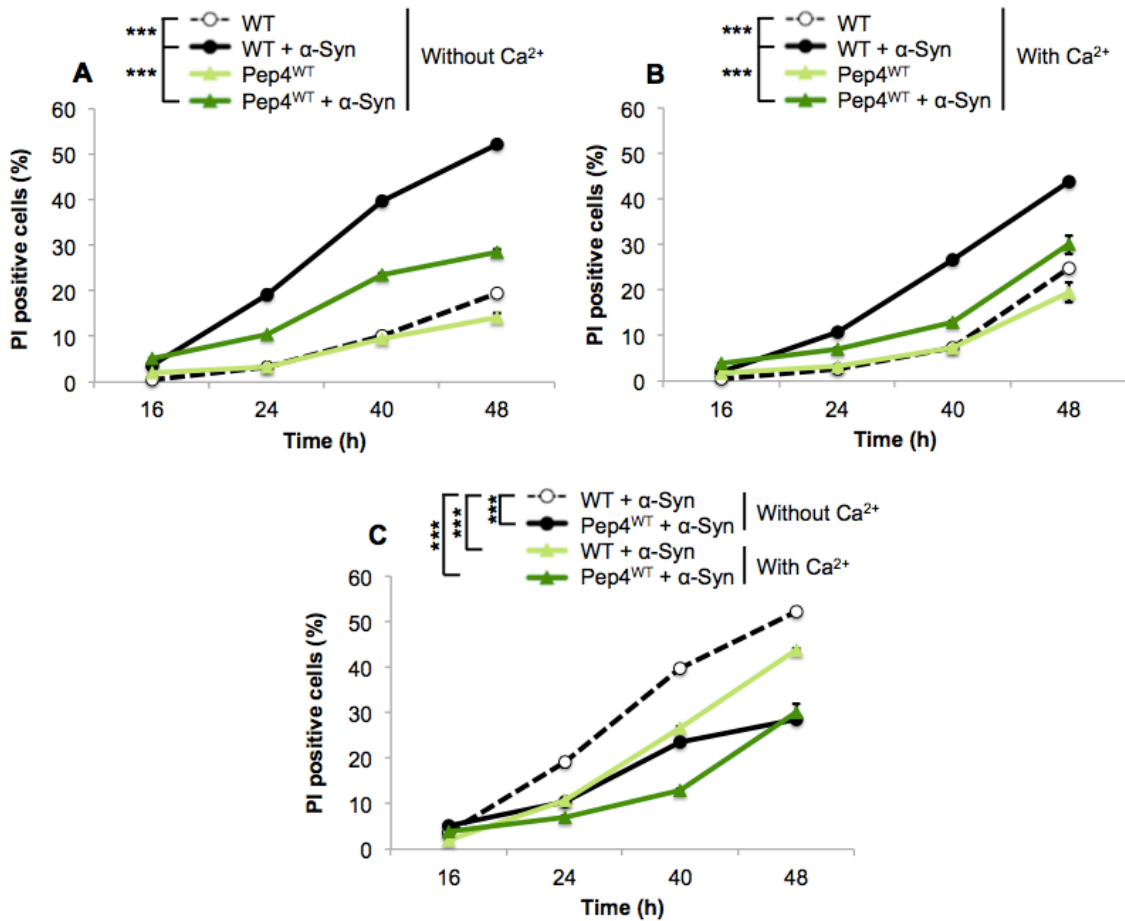 *** WT
WT + α-Syn
*** Pep4WT
Pep4WT + α-Syn
Without Ca2+
A
PI positive cells (%)
60
50
40
30
20
10
0
16 24 40 48
Time (h)
*** WT
WT + α-Syn
*** Pep4WT
Pep4WT + α-Syn
With Ca2+
B
PI positive cells (%)
60
50
40
30
20
10
0
16 24 40 48
Time (h)
*** *** *** WT + α-Syn
Pep4WT + α-Syn
Without Ca2+
WT + α-Syn
Pep4WT + α-Syn
With Ca2+
C
PI positive cells (%)
60
50
40
30
20
10
0
16 24 40 48
Time (h)